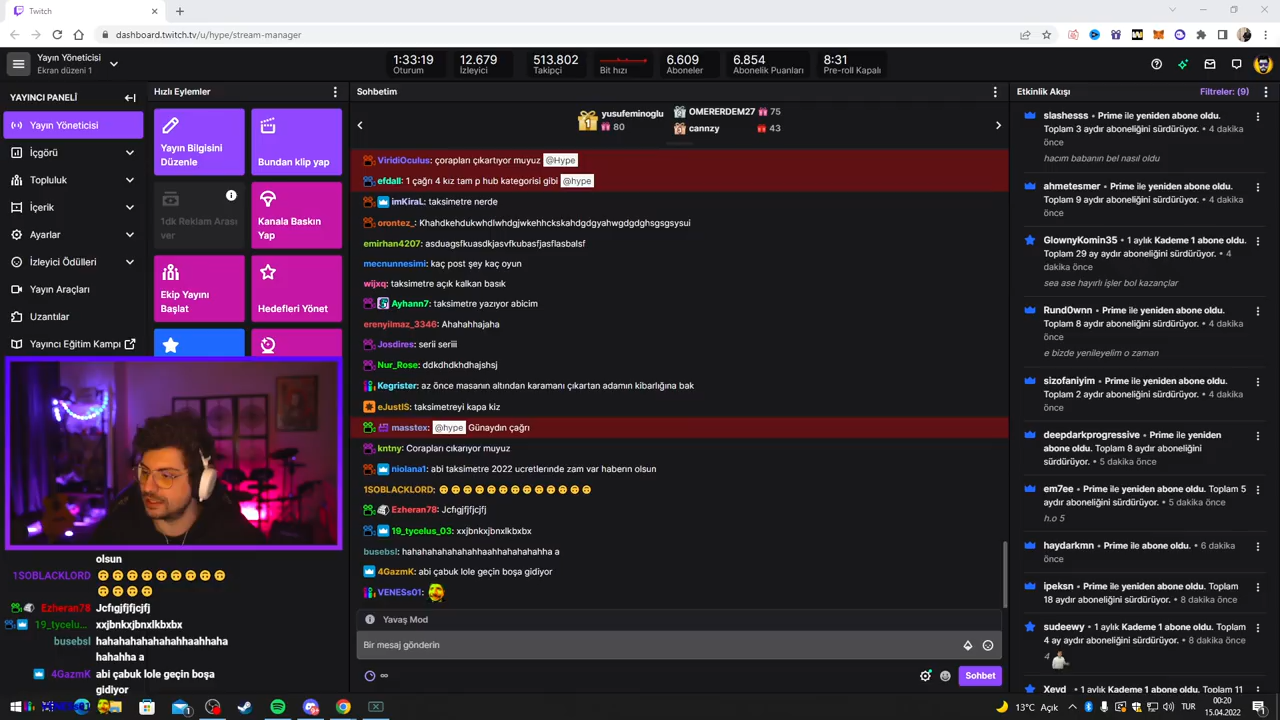 Twitch
dashboard.twitch.tv/u/hype/stream-manager
Yayın Yöneticisi
Ekran düzeni 1
1:33:19
Oturum
12.679
İzleyici
513.802
Takipçi
Bit hızı
6.609
Aboneler
6.854
Abonelik Puanları
8:31
Pre-roll Kapalı
YAYINCI PANELİ
Yayın Yöneticisi
İçgörü
Topluluk
İçerik
Ayarlar
İzleyici Ödülleri
Yayın Araçları
Uzantılar
Yayıncı Eğitim Kampı
Hızlı Eylemler
Yayın Bilgisini
Düzenle
Bundan klip yap
1dk Reklam Arası
ver
Kanala Baskın
Yap
Ekip Yayını
Başlat
Hedefleri Yönet
Sohbetim
1
yusufeminoglu
80
OMERERDEM27 75
cannzy 43
ViridiOculus: çorapları çıkartıyor muyuz @Hype
efdall: 1 çağrı 4 kız tam p hub kategorisi gibi @hype
imKiraL: taksimetre nerde
orontez_: Khahdkehdukwhdlwhdgjwkehhckskahdgdgyahwgdgdghsgsgsysui
emirhan4207: asduagsfkuasdkjasvfkubasfjasflasbalsf
mecnunnesimi: kaç post şey kaç oyun
wijxq: taksimetre açık kalkan basık
Ayhann7: taksimetre yazıyor abicim
erenyilmaz_3346: Ahahahhajaha
Josdires: serii seriii
Nur_Rose: ddkdhdkhdhajshsj
Kegrister: az önce masanın altından karamanı çıkartan adamın kibarlığına bak
eJustIS: taksimetreyi kapa kiz
masstex: @hype Günaydın çağrı
kntny: Corapları cıkarıyor muyuz
niolana1: abi taksimetre 2022 ucretlerınde zam var haberın olsun
1SOBLACKLORD: 🙃 🙃 🙃 🙃 🙃 🙃 🙃 🙃 🙃 🙃 🙃 🙃 🙃
Ezheran78: Jcfıgjfjfjcjfj
19_tycelus_03: xxjbnkxjbnxlkbxbx
busebsl: hahahahahahahhaahhahahahahha a
4GazmK: abi çabuk lole geçin boşa gidiyor
VENESs01:
Yavaş Mod
Bir mesaj gönderin
Sohbet
Etkinlik Akışı
Filtreler: (9)
slashesss • Prime ile yeniden abone oldu.
Toplam 3 aydır aboneliğini sürdürüyor. • 4 dakika
önce
hacım babanın bel nasıl oldu
ahmetesmer • Prime ile yeniden abone oldu.
Toplam 9 aydır aboneliğini sürdürüyor. • 4 dakika
önce
GlownyKomin35 • 1 aylık Kademe 1 abone oldu.
Toplam 29 ay aydır aboneliğini sürdürüyor. • 4
dakika önce
sea ase hayırlı işler bol kazançlar
Rund0wnn • Prime ile yeniden abone oldu.
Toplam 8 aydır aboneliğini sürdürüyor. • 4 dakika
önce
e bizde yenileyelim o zaman
sizofaniyim • Prime ile yeniden abone oldu.
Toplam 2 aydır aboneliğini sürdürüyor. • 4 dakika
önce
deepdarkprogressive • Prime ile yeniden
abone oldu. Toplam 8 aydır aboneliğini
sürdürüyor. • 5 dakika önce
em7ee • Prime ile yeniden abone oldu. Toplam 5
aydır aboneliğini sürdürüyor. • 5 dakika önce
h.o 5
haydarkmn • Prime ile abone oldu. • 6 dakika
önce
ipeksn • Prime ile yeniden abone oldu. Toplam
18 aydır aboneliğini sürdürüyor. • 8 dakika önce
sudeewy • 1 aylık Kademe 1 abone oldu. Toplam
4 ay aydır aboneliğini sürdürüyor. • 8 dakika önce
4
Xeyd • 1 aylık Kademe 1 abone oldu. Toplam 11
olsun
1SOBLACKLORD 🙃 🙃 🙃 🙃 🙃 🙃 🙃 🙃 🙃
🙃 🙃 🙃 🙃
Ezheran78 Jcfıgjfjfjcjfj
19_tycelu... xxjbnkxjbnxlkbxbx
busebsl hahahahahahahhaahhaha
hahahha a
4GazmK abi çabuk lole geçin boşa
gidiyor
VENESs01
13°C Açık
TUR
00:20
15.04.2022
1